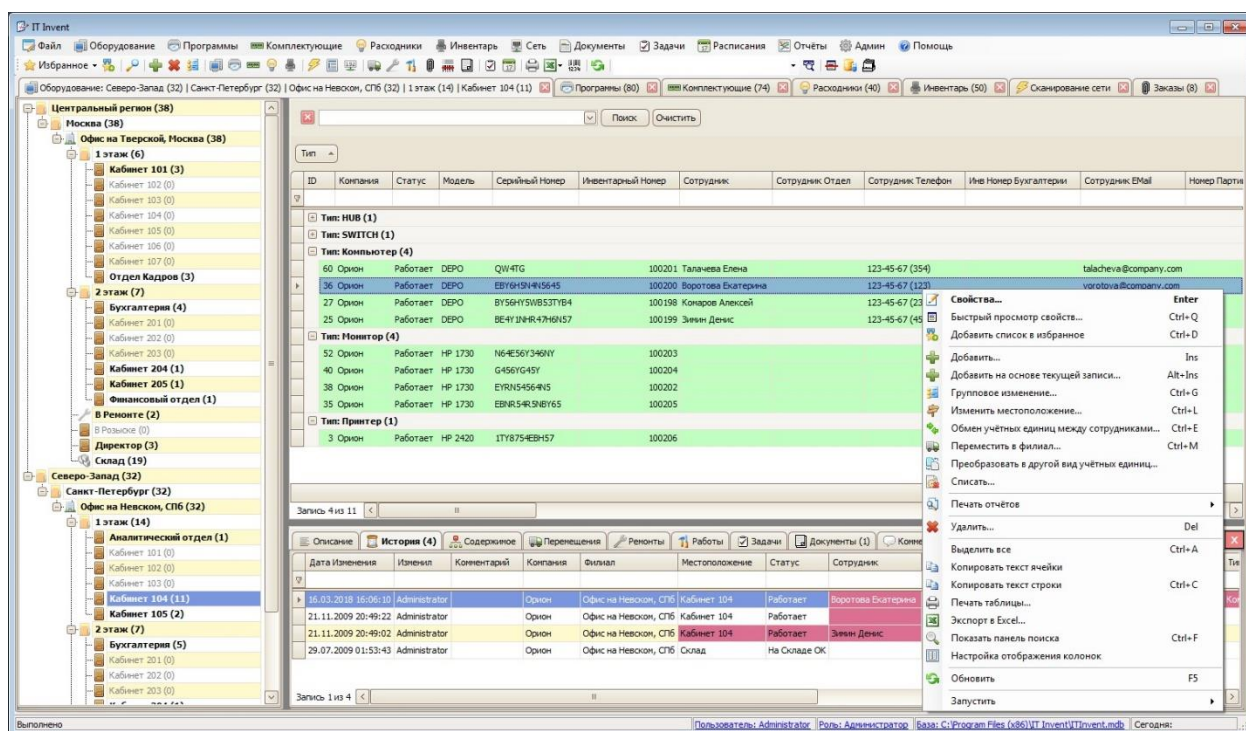 IT Invent
Файл Оборудование Программы Комплектующие Расходники Инвентарь Сеть Документы Задачи Расписания Отчёты Админ Помощь
Избранное
Оборудование: Северо-Запад (32) | Санкт-Петербург (32) | Офис на Невском, СПб (32) | 1 этаж (14) | Кабинет 104 (11) Программы (80) Комплектующие (74) Расходники (40) Инвентарь (50) Сканирование сети Заказы (8)
Центральный регион (38)
Москва (38)
Офис на Тверской, Москва (38)
1 этаж (6)
Кабинет 101 (3)
Кабинет 102 (0)
Кабинет 103 (0)
Кабинет 104 (0)
Кабинет 105 (0)
Кабинет 106 (0)
Кабинет 107 (0)
Отдел Кадров (3)
2 этаж (7)
Бухгалтерия (4)
Кабинет 201 (0)
Кабинет 202 (0)
Кабинет 203 (0)
Кабинет 204 (1)
Кабинет 205 (1)
Финансовый отдел (1)
В Ремонте (2)
В Розыске (0)
Директор (3)
Склад (19)
Северо-Запад (32)
Санкт-Петербург (32)
Офис на Невском, СПб (32)
1 этаж (14)
Аналитический отдел (1)
Кабинет 101 (0)
Кабинет 102 (0)
Кабинет 103 (0)
Кабинет 104 (11)
Кабинет 105 (2)
2 этаж (7)
Бухгалтерия (5)
Кабинет 201 (0)
Кабинет 202 (0)
Кабинет 203 (0)
Поиск Очистить
Тип
ID Компания Статус Модель Серийный Номер Инвентарный Номер Сотрудник Сотрудник Отдел Сотрудник Телефон Инв Номер Бухгалтерии Сотрудник EMail Номер Парти
Тип: HUB (1)
Тип: SWITCH (1)
Тип: Компьютер (4)
60 Орион Работает DEPO QW4TG 100201 Талачева Елена 123-45-67 (354) talacheva@company.com
36 Орион Работает DEPO EBY6H5N4N5645 100200 Воротова Екатерина 123-45-67 (123) vorotova@company.com
27 Орион Работает DEPO BY56HY5WB53TYB4 100198 Комаров Алексей 123-45-67 (23
25 Орион Работает DEPO BE4Y1NHR47H6N57 100199 Зимин Денис 123-45-67 (45
Тип: Монитор (4)
52 Орион Работает HP 1730 N64E56Y346NY 100203
40 Орион Работает HP 1730 G456YG45Y 100204
38 Орион Работает HP 1730 EYRN54564N5 100202
35 Орион Работает HP 1730 EBNR54R5NBY65 100205
Тип: Принтер (1)
3 Орион Работает HP 2420 1TY8754EBH57 100206
Запись 4 из 11
Свойства... Enter
Быстрый просмотр свойств... Ctrl+Q
Добавить список в избранное Ctrl+D
Добавить... Ins
Добавить на основе текущей записи... Alt+Ins
Групповое изменение... Ctrl+G
Изменить местоположение... Ctrl+L
Обмен учётных единиц между сотрудниками... Ctrl+E
Переместить в филиал... Ctrl+M
Преобразовать в другой вид учётных единиц...
Списать...
Печать отчётов
Удалить... Del
Выделить все Ctrl+A
Копировать текст ячейки
Копировать текст строки Ctrl+C
Печать таблицы...
Экспорт в Excel...
Показать панель поиска Ctrl+F
Настройка отображения колонок
Обновить F5
Запустить
Описание История (4) Содержимое Перемещения Ремонты Работы Задачи Документы (1) Комме
Дата Изменения Изменил Комментарий Компания Филиал Местоположение Статус Сотрудник Ти
16.03.2018 16:06:10 Administrator Орион Офис на Невском, СПб Кабинет 104 Работает Воротова Екатерина Ко
21.11.2009 20:49:22 Administrator Орион Офис на Невском, СПб Кабинет 104 Работает
21.11.2009 20:49:02 Administrator Орион Офис на Невском, СПб Кабинет 104 Работает Зимин Денис
29.07.2009 01:53:43 Administrator Орион Офис на Невском, СПб Склад На Складе ОК
Запись 1 из 4
Выполнено Пользователь: Administrator Роль: Администратор База: C:\Program Files (x86)\IT Invent\ITInvent.mdb Сегодня: